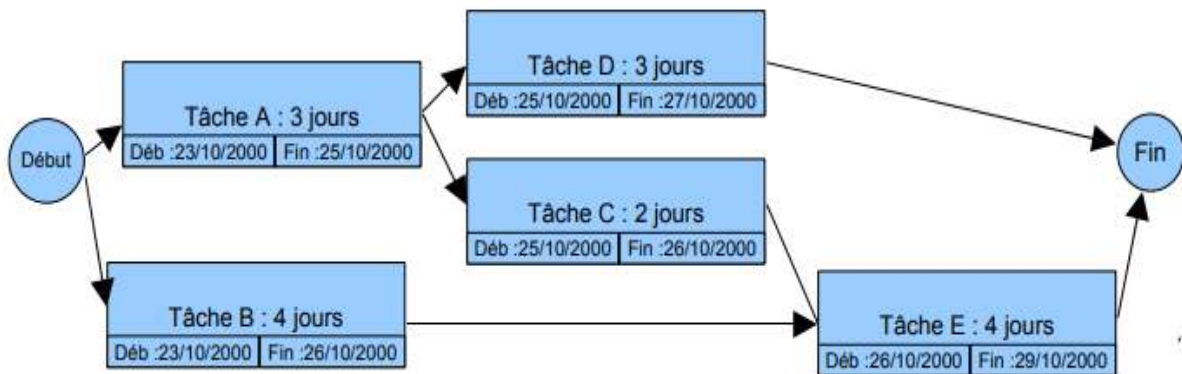 Début
Tâche A : 3 jours
Déb :23/10/2000 Fin :25/10/2000
Tâche B : 4 jours
Déb :23/10/2000 Fin :26/10/2000
Tâche D : 3 jours
Déb :25/10/2000 Fin :27/10/2000
Tâche C : 2 jours
Déb :25/10/2000 Fin :26/10/2000
Tâche E : 4 jours
Déb :26/10/2000 Fin :29/10/2000
Fin